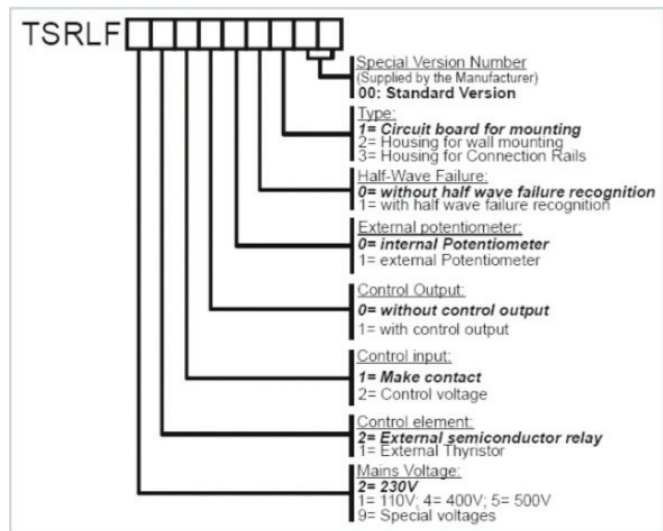 TSRLF
Special Version Number
(Supplied by the Manufacturer)
00: Standard Version
Type:
1= Circuit board for mounting
2= Housing for wall mounting
3= Housing for Connection Rails
Half-Wave Failure:
0= without half wave failure recognition
1= with half wave failure recognition
External potentiometer:
0= internal Potentiometer
1= external Potentiometer
Control Output:
0= without control output
1= with control output
Control input:
1= Make contact
2= Control voltage
Control element:
2= External semiconductor relay
1= External Thyristor
Mains Voltage:
2= 230V
1= 110V; 4= 400V; 5= 500V
9= Special voltages